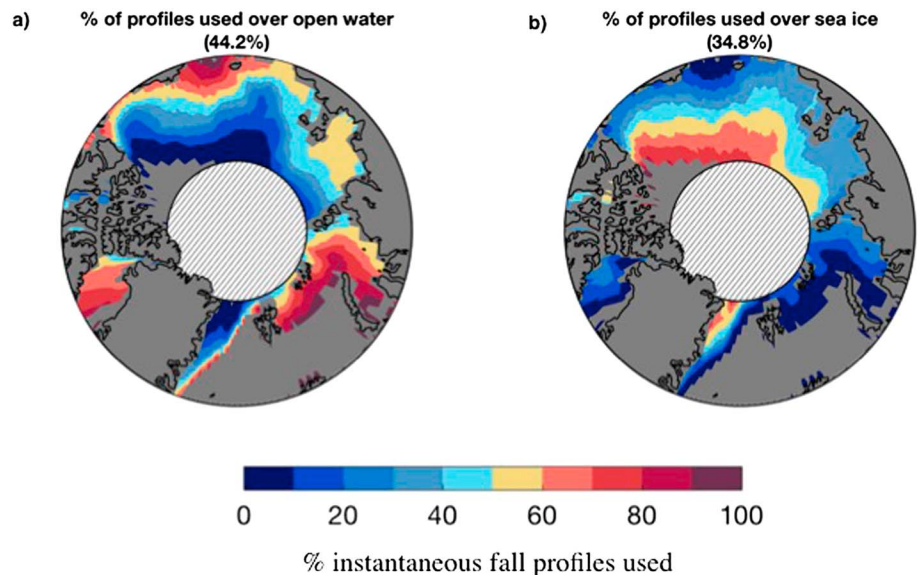 a)
% of profiles used over open water
(44.2%)
b)
% of profiles used over sea ice
(34.8%)
0 20 40 60 80 100
% instantaneous fall profiles used